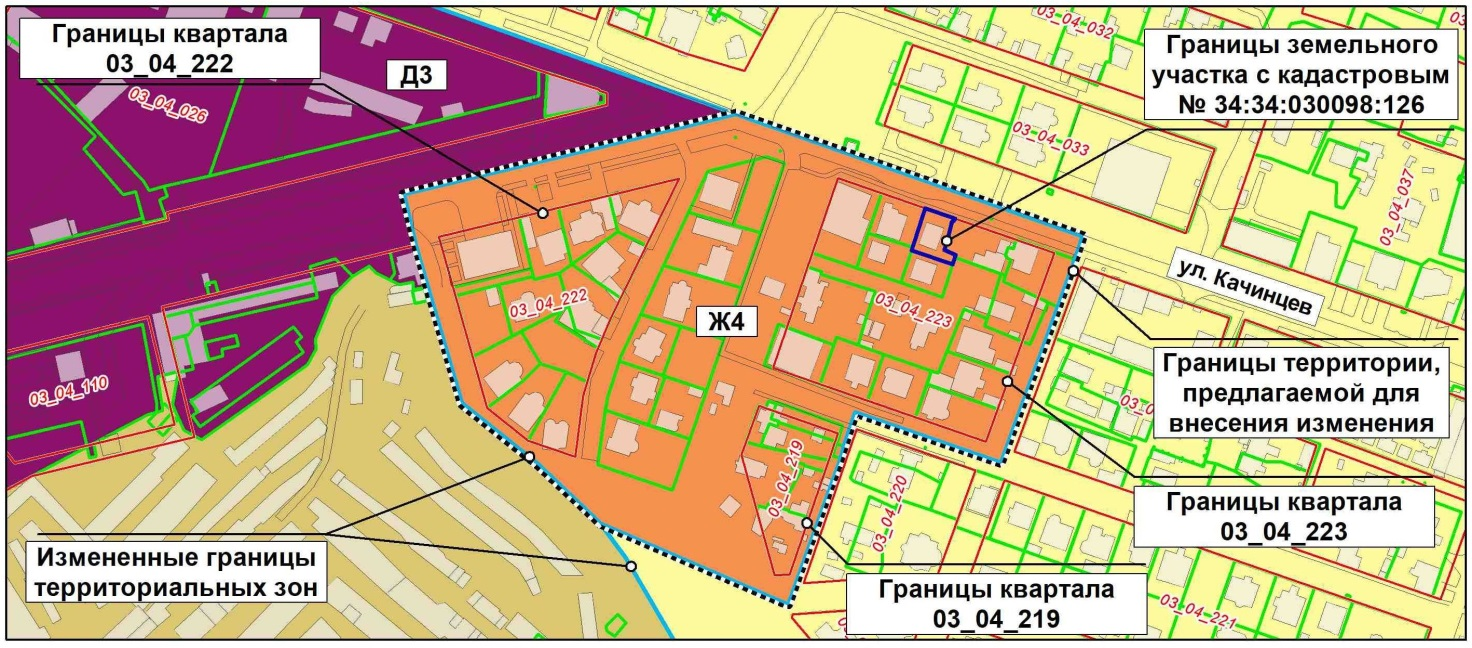 Границы квартала
03_04_222
Д3
03_04_026
03_04_032
Границы земельного
участка с кадастровым
№ 34:34:030098:126
03_04_033
03_04_037
ул. Качинцев
03_04_222
Ж4
03_04_223
03_04_110
Границы территории,
предлагаемой для
внесения изменения
03_04_219
03_04_220
Границы квартала
03_04_223
Измененные границы
территориальных зон
Границы квартала
03_04_219
03_04_221